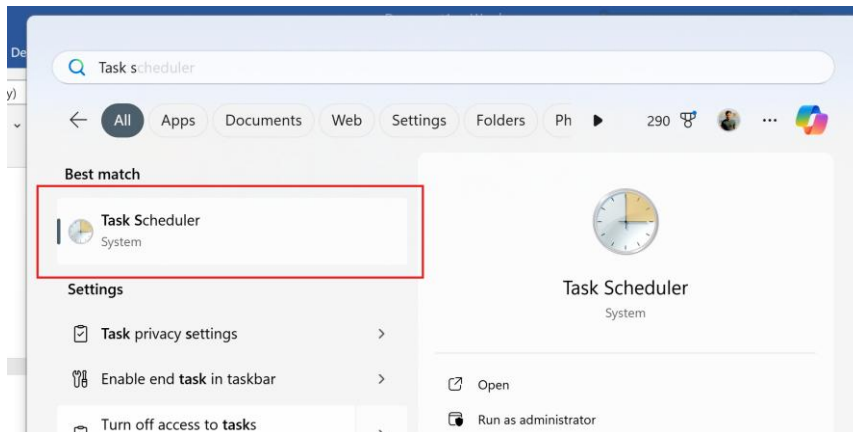 De
Task scheduler
y)
All Apps Documents Web Settings Folders Ph 290
Best match
Task Scheduler
System
Settings
Task privacy settings
Enable end task in taskbar
Turn off access to tasks
Task Scheduler
System
Open
Run as administrator